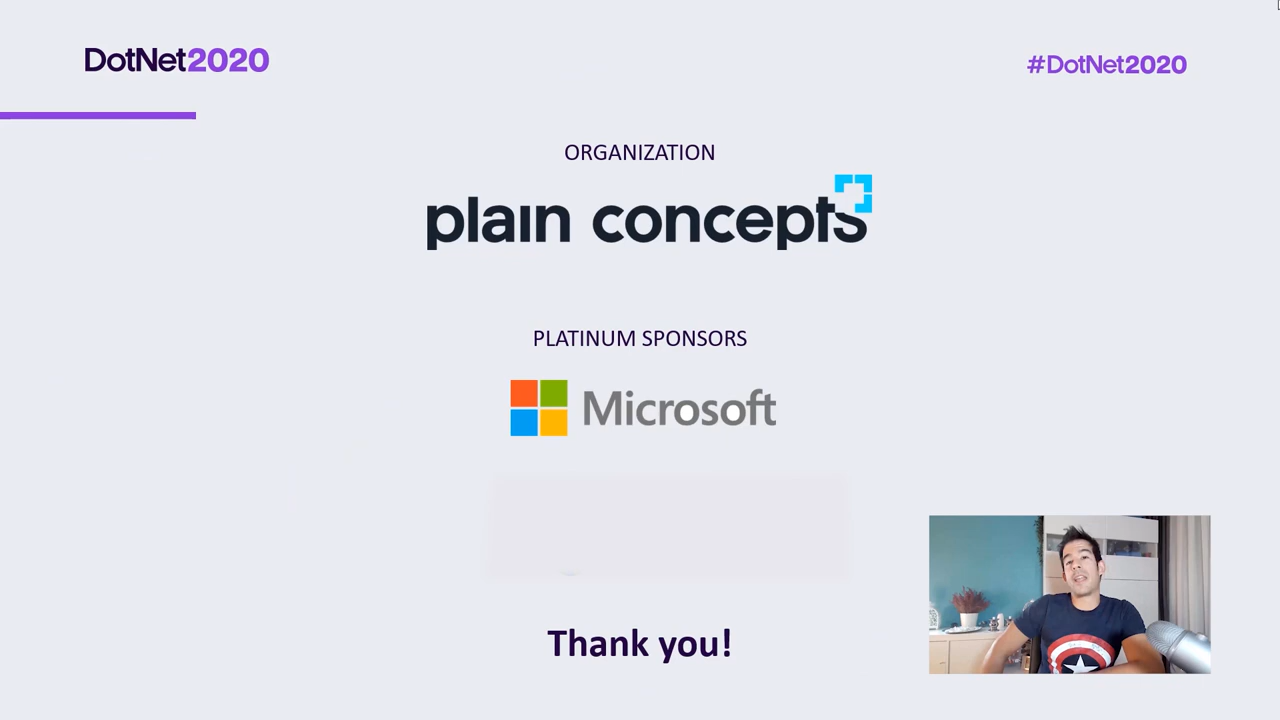 DotNet2020
#DotNet2020
ORGANIZATION
plain concepts
PLATINUM SPONSORS
Microsoft
Thank you!